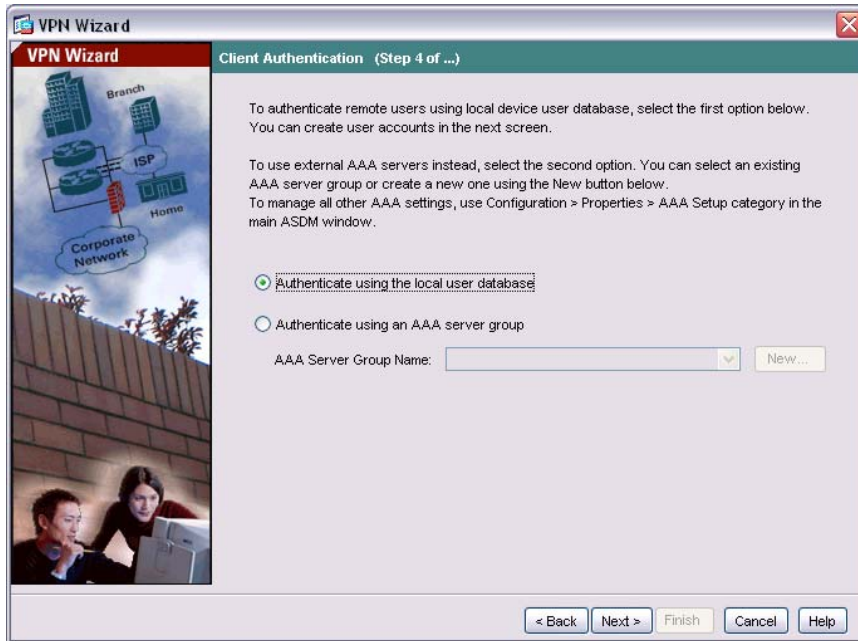 VPN Wizard
VPN Wizard
Branch
ISP
Home
Corporate
Network
Client Authentication (Step 4 of ...)
To authenticate remote users using local device user database, select the first option below.
You can create user accounts in the next screen.
To use external AAA servers instead, select the second option. You can select an existing
AAA server group or create a new one using the New button below.
To manage all other AAA settings, use Configuration > Properties > AAA Setup category in the
main ASDM window.
Authenticate using the local user database
Authenticate using an AAA server group
AAA Server Group Name:
New...
< Back
Next >
Finish
Cancel
Help